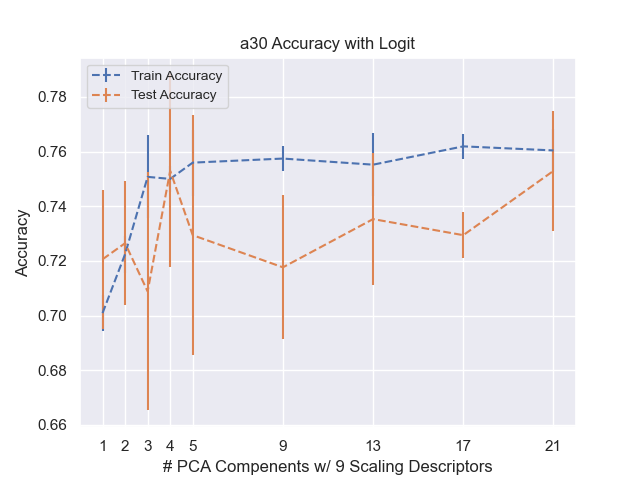 a30 Accuracy with Logit
Train Accuracy
Test Accuracy
0.78
0.76
0.74
0.72
0.70
0.68
0.66
Accuracy
1 2 3 4 5 9 13 17 21
# PCA Compenents w/ 9 Scaling Descriptors